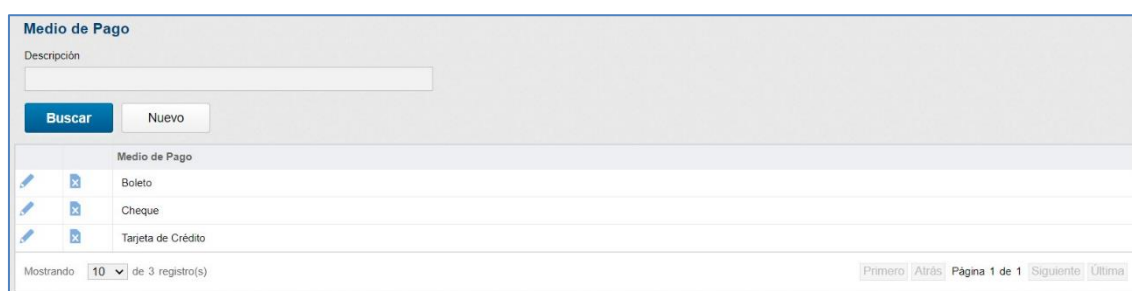 Medio de Pago
Descripción
Buscar Nuevo
Medio de Pago
Boleto
Cheque
Tarjeta de Crédito
Mostrando 10 de 3 registro(s) Primero Atrás Página 1 de 1 Siguiente Última